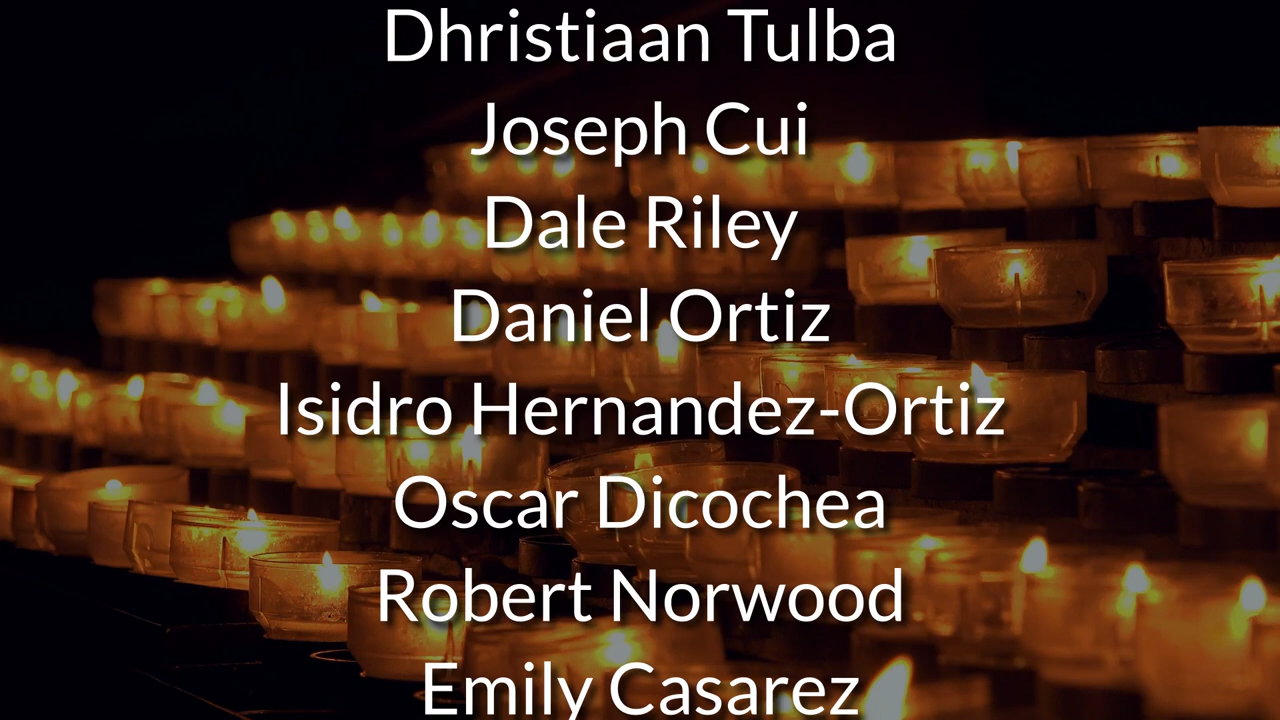 Dhristiaan Tulba
Joseph Cui
Dale Riley
Daniel Ortiz
Isidro Hernandez-Ortiz
Oscar Dicochea
Robert Norwood
Emily Casarez